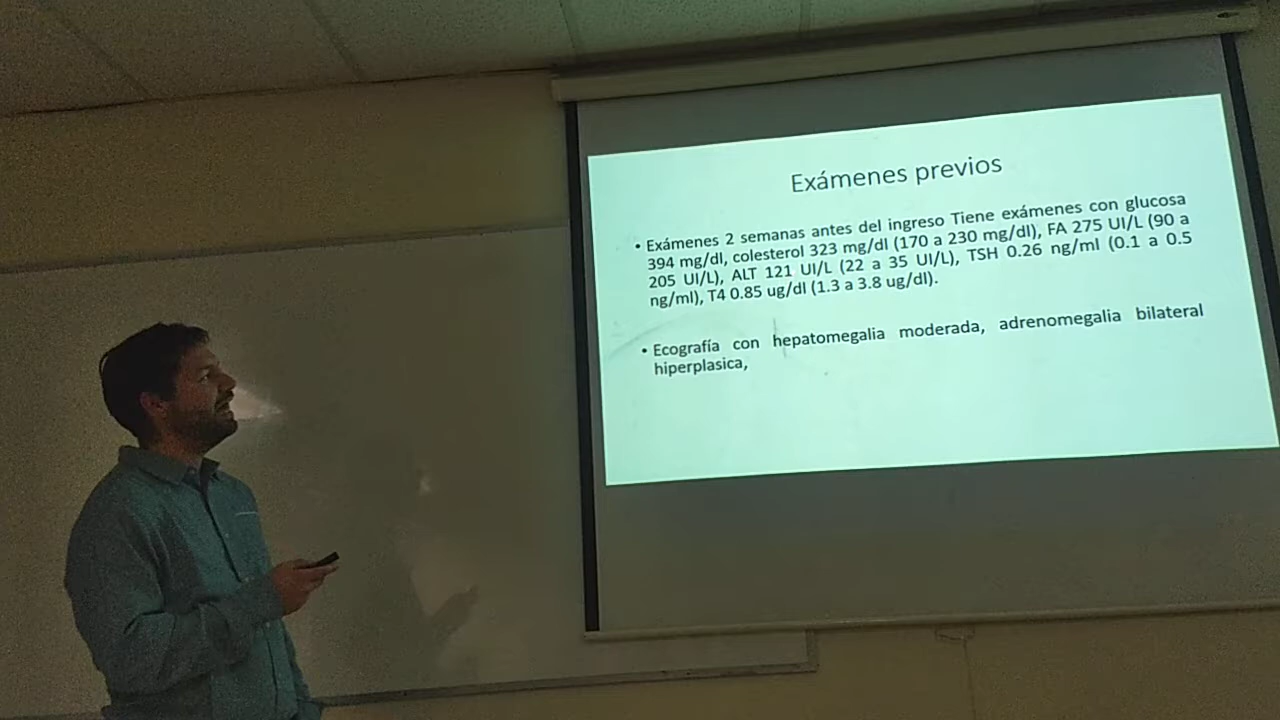 Exámenes previos
• Exámenes 2 semanas antes del ingreso Tiene exámenes con glucosa
394 mg/dl, colesterol 323 mg/dl (170 a 230 mg/dl), FA 275 UI/L (90 a
205 UI/L), ALT 121 UI/L (22 a 35 UI/L), TSH 0.26 ng/ml (0.1 a 0.5
ng/ml), T4 0.85 ug/dl (1.3 a 3.8 ug/dl).
• Ecografía con hepatomegalia moderada, adrenomegalia bilateral
hiperplasica,